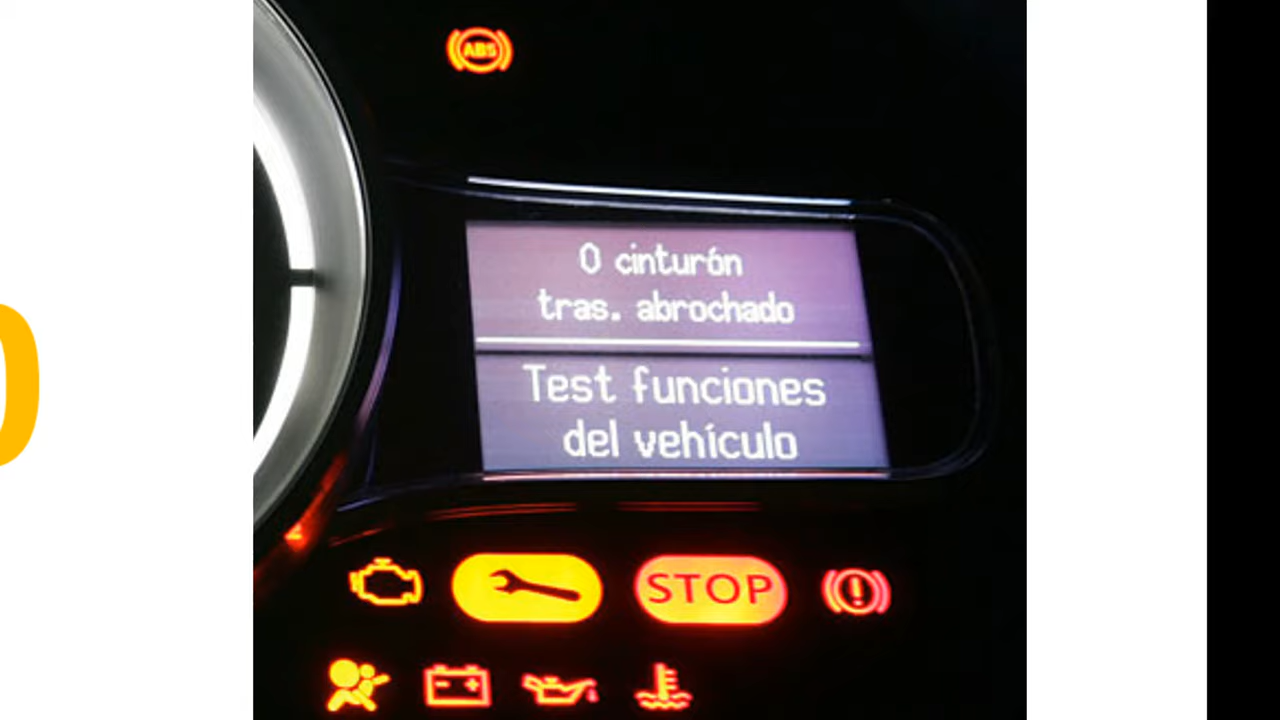 ABS
0 cinturón
tras. abrochado
Test funciones
del vehículo
STOP